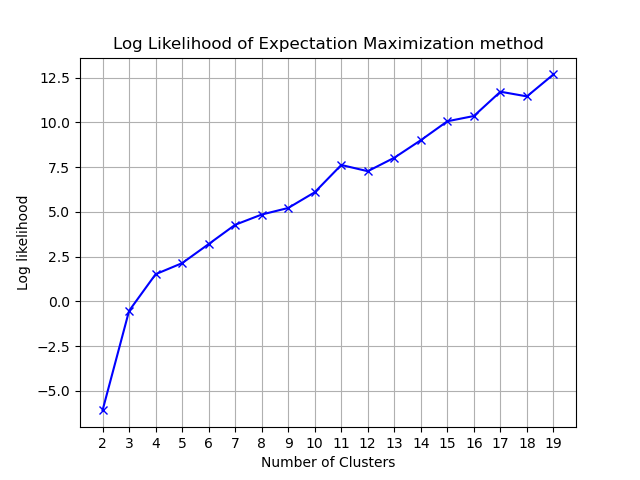 Log Likelihood of Expectation Maximization method
12.5
10.0
7.5
5.0
2.5
0.0
−2.5
−5.0
Log likelihood
2 3 4 5 6 7 8 9 10 11 12 13 14 15 16 17 18 19
Number of Clusters